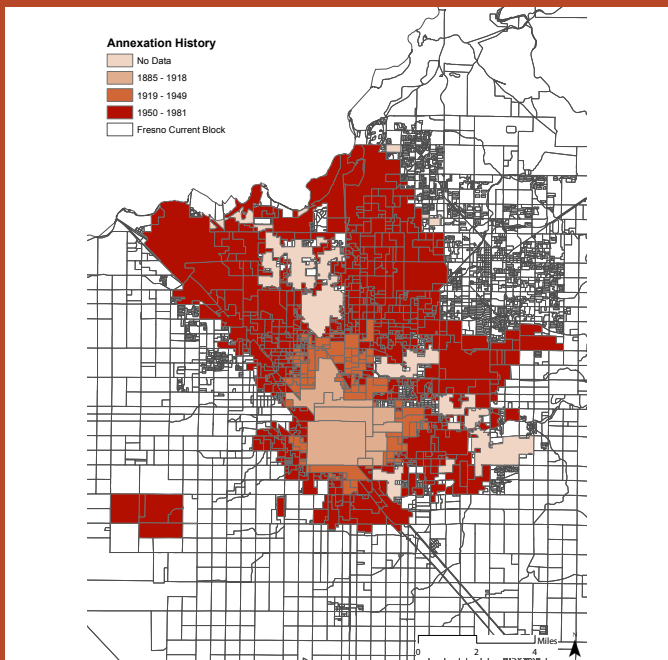 Annexation History
No Data
1885 - 1918
1919 - 1949
1950 - 1981
Fresno Current Block
Miles
0 2 4
N